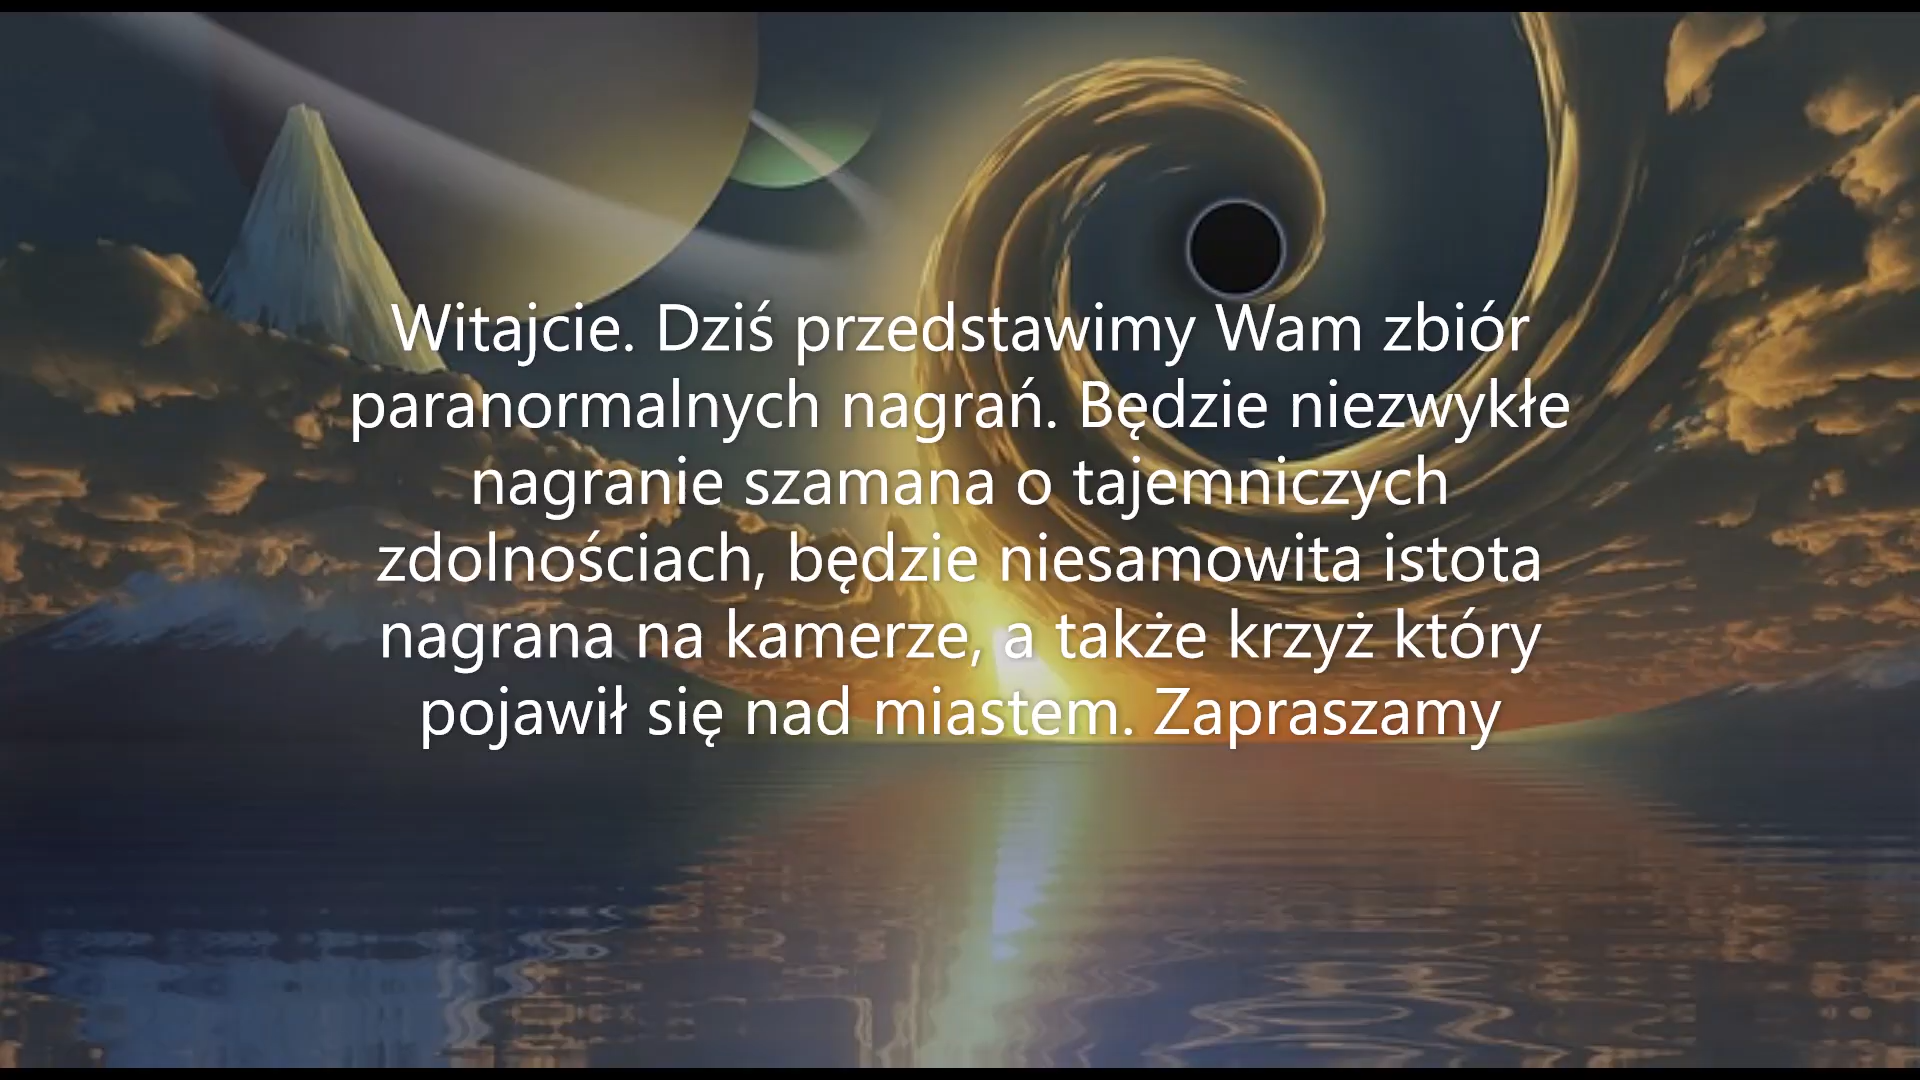 Witajcie. Dziś przedstawimy Wam zbiór
paranormalnych nagrań. Będzie niezwykłe
nagranie szamana o tajemniczych
zdolnościach, będzie niesamowita istota
nagrana na kamerze, a także krzyż który
pojawił się nad miastem. Zapraszamy